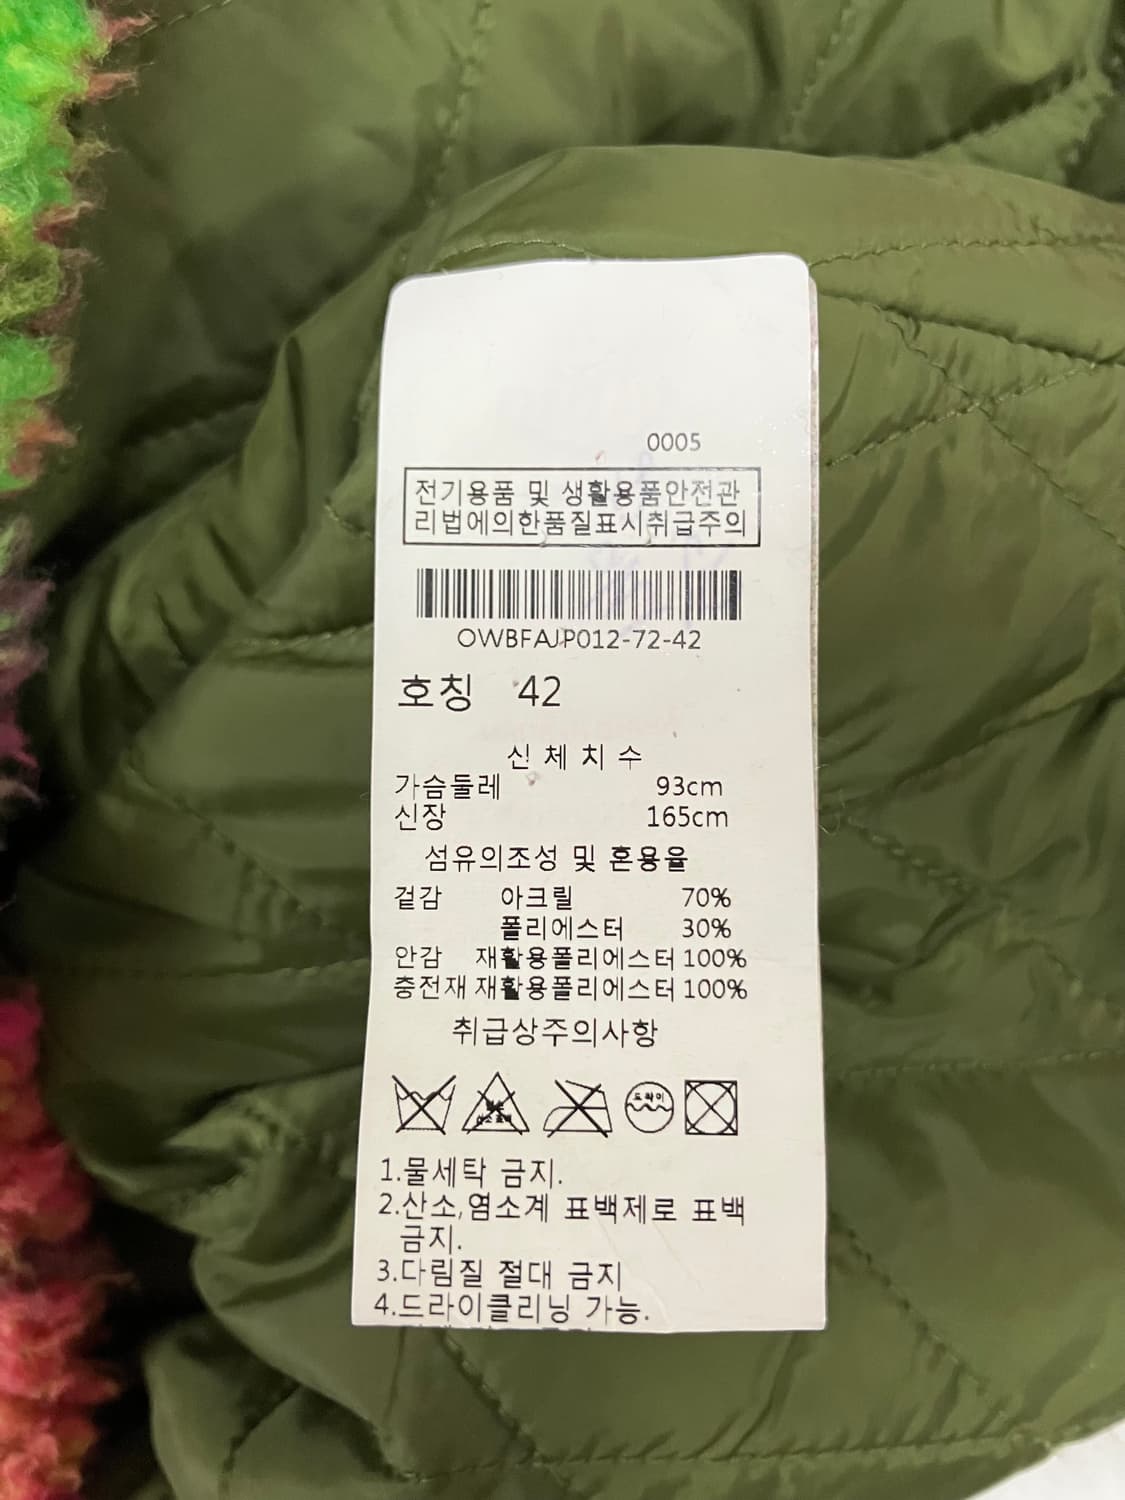 0005
전기용품 및 생활용품안전관
리법에의한품질표시취급주의
OWBFAJP012-72-42
호칭 42
신체치수
가슴둘레 93cm
신장 165cm
섬유의조성 및 혼용율
겉감 아크릴 70%
폴리에스터 30%
안감 재활용폴리에스터 100%
충전재 재활용폴리에스터 100%
취급상주의사항
드라이
1.물세탁 금지.
2.산소,염소계 표백제로 표백
금지.
3.다림질 절대 금지
4.드라이클리닝 가능.